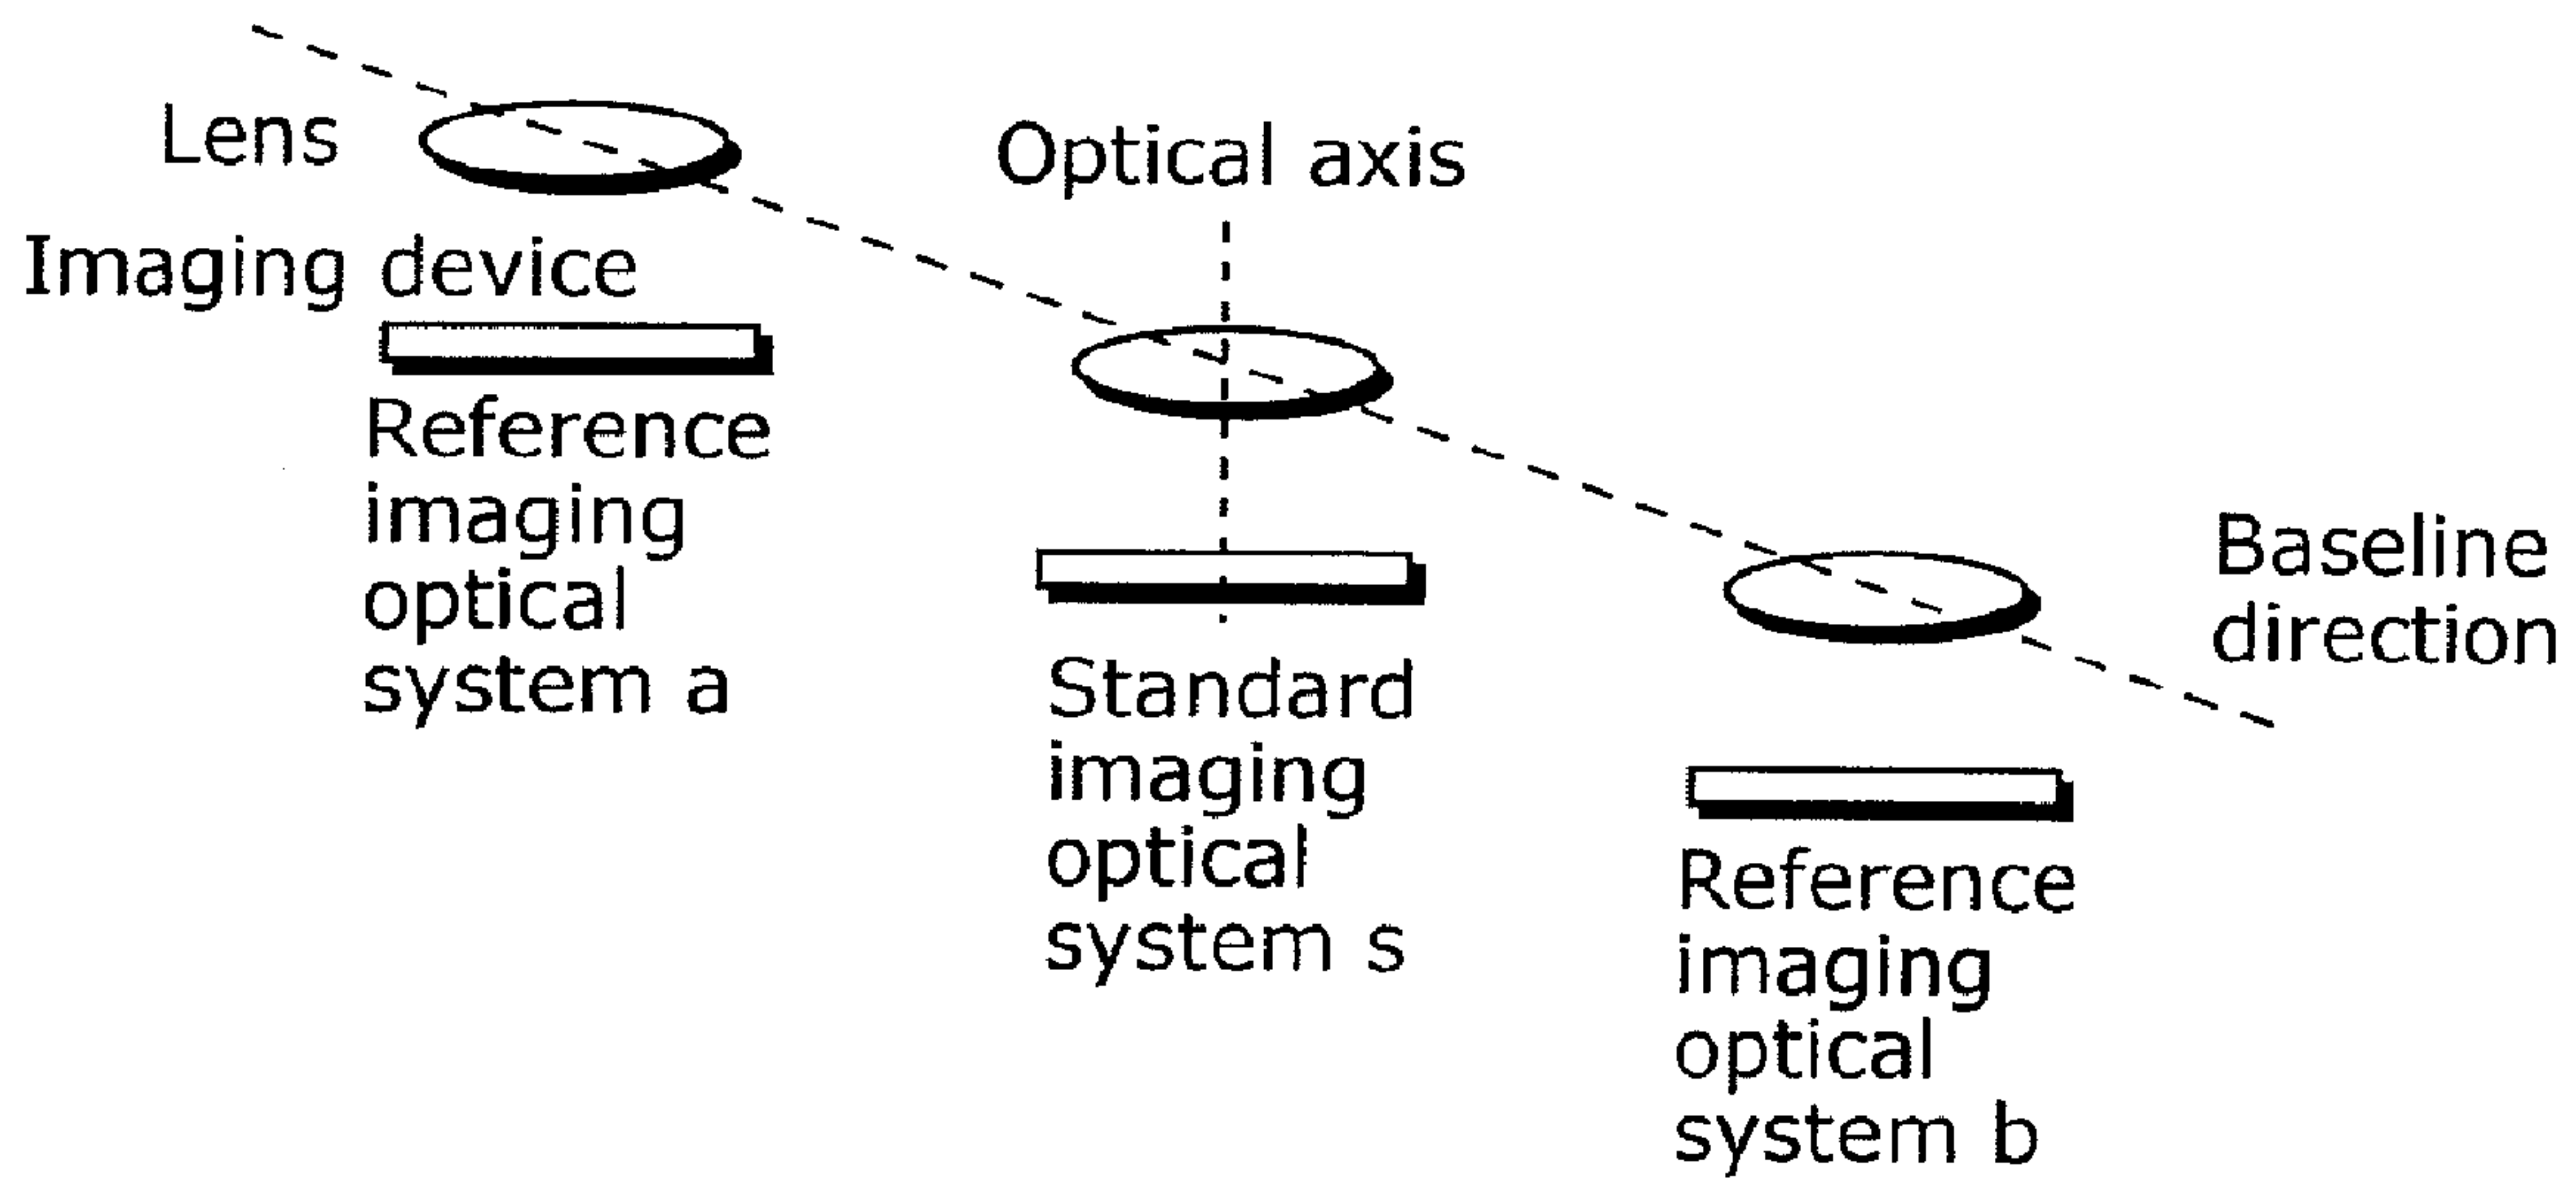 Lens
Imaging device
Reference
imaging
optical
system a
Optical axis
Standard
imaging
optical
system s
Baseline
direction
Reference
imaging
optical
system b